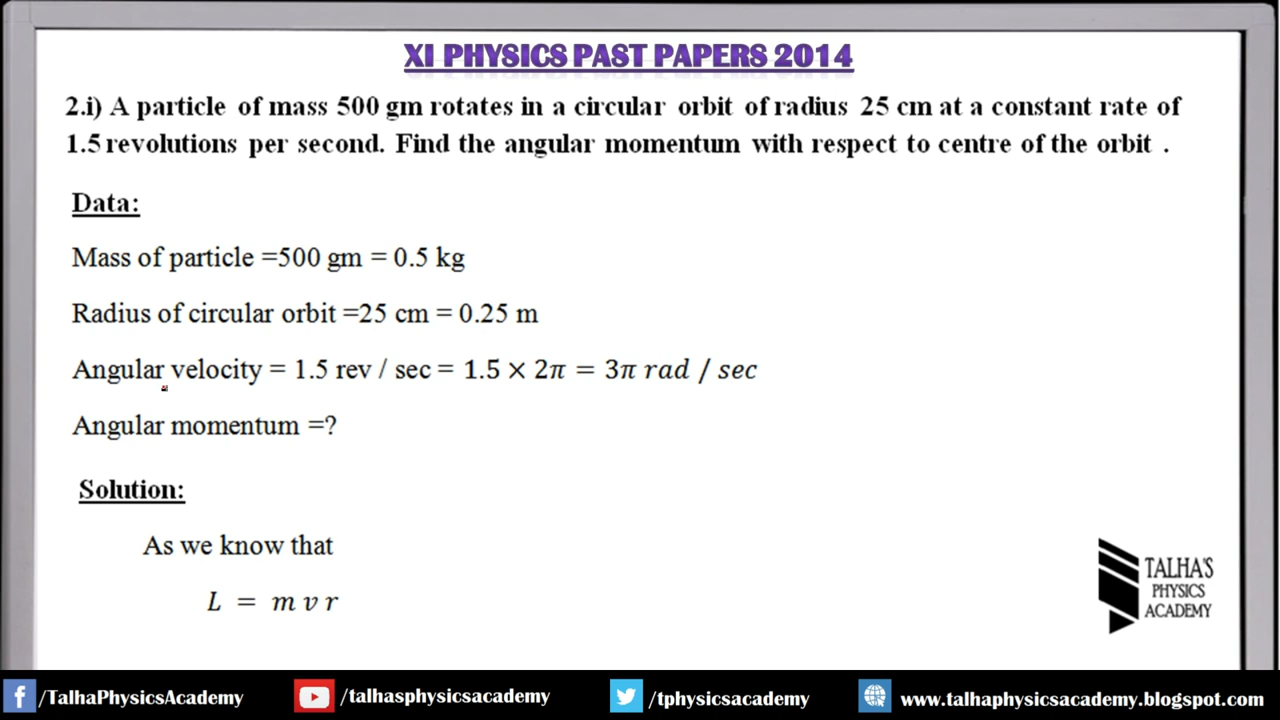 XI PHYSICS PAST PAPERS 2014
2.i) A particle of mass 500 gm rotates in a circular orbit of radius 25 cm at a constant rate of
1.5 revolutions per second. Find the angular momentum with respect to centre of the orbit .
Data:
Mass of particle =500 gm = 0.5 kg
Radius of circular orbit =25 cm = 0.25 m
Angular velocity = 1.5 rev / sec = 1.5 × 2π = 3π rad / sec
Angular momentum =?
Solution:
As we know that
L = m v r
TALHA'S
PHYSICS
ACADEMY
/TalhaPhysicsAcademy
/talhasphysicsacademy
/tphysicsacademy
www.talhaphysicsacademy.blogspot.com